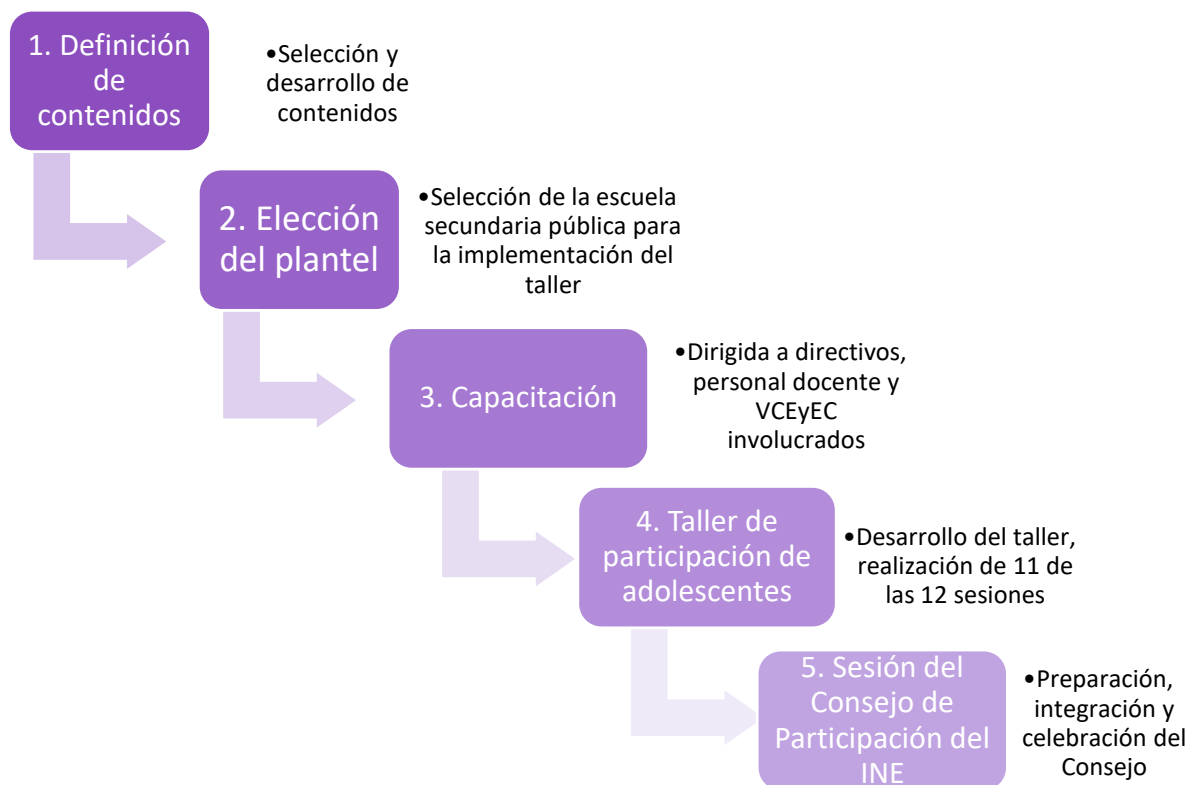 1. Definición
de
contenidos
•Selección y
desarrollo de
contenidos
2. Elección
del plantel
•Selección de la escuela
secundaria pública para
la implementación del
taller
3. Capacitación
•Dirigida a directivos,
personal docente y
VCEyEC
involucrados
4. Taller de
participación de
adolescentes
•Desarrollo del taller,
realización de 11 de
las 12 sesiones
5. Sesión del
Consejo de
Participación del
INE
•Preparación,
integración y
celebración del
Consejo